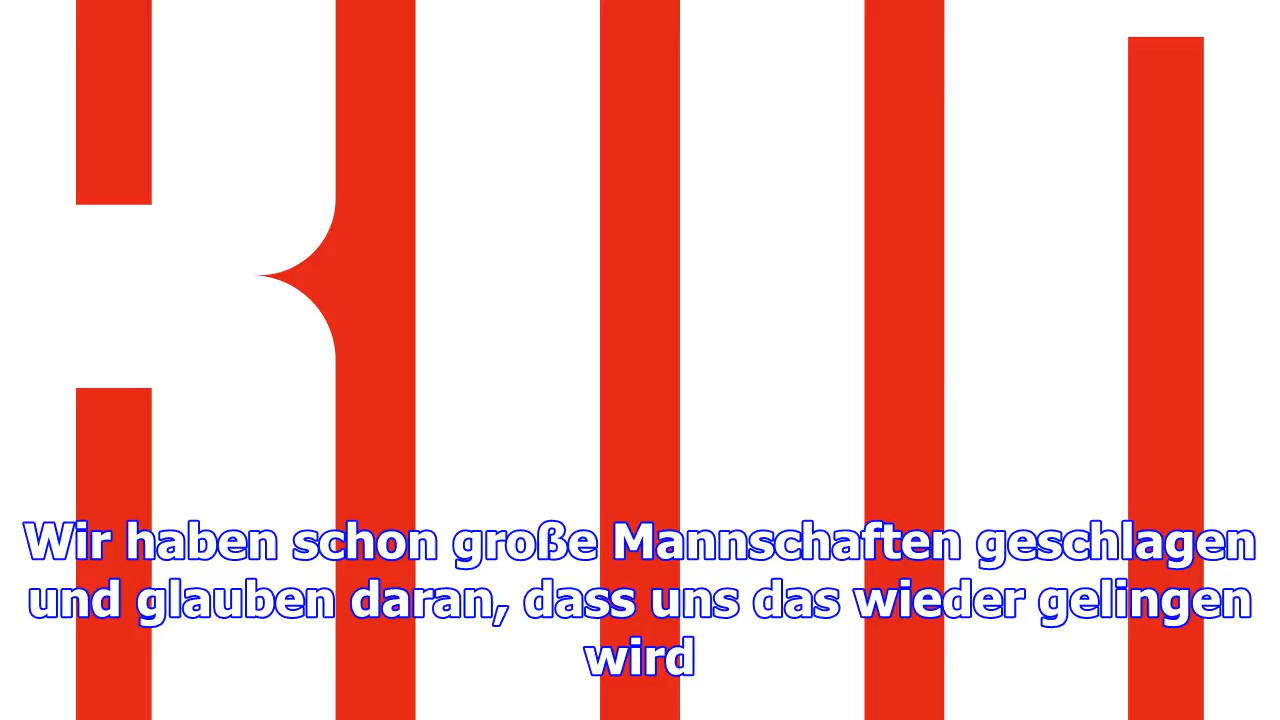 Wir haben schon große Mannschaften geschlagen
und glauben daran, dass uns das wieder gelingen
wird